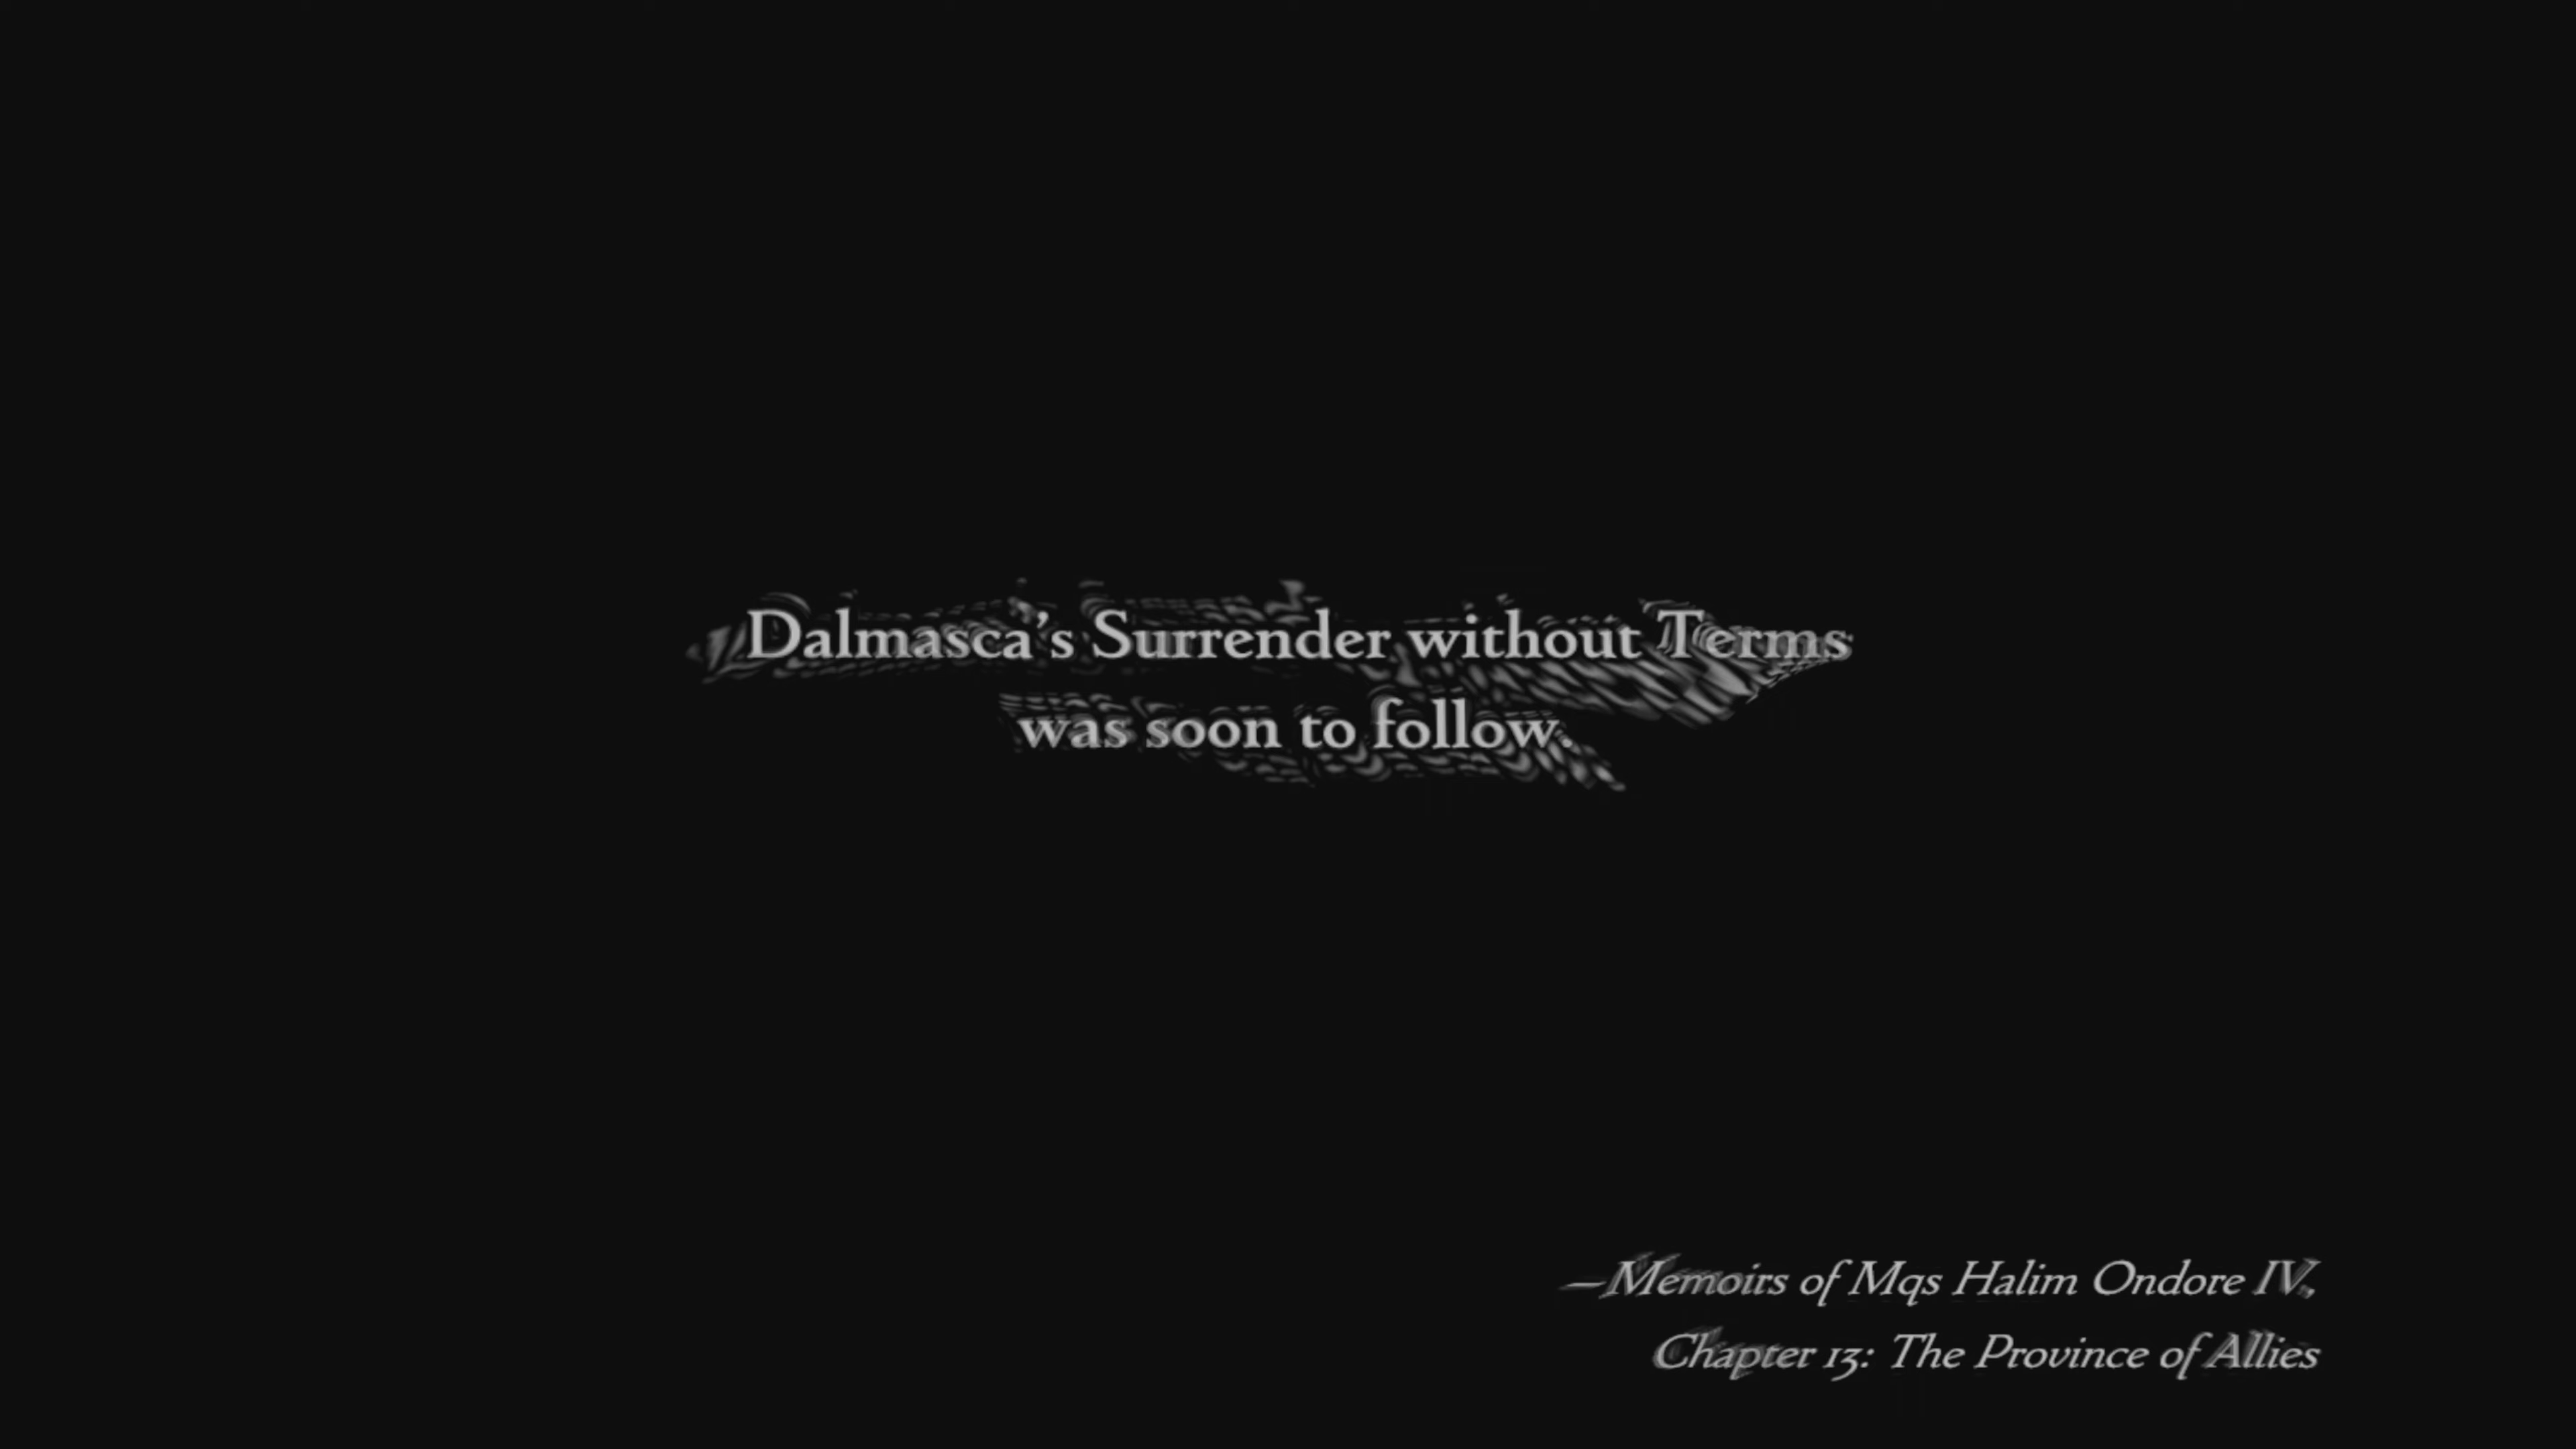 Dalmasca’s Surrender without Terms
was soon to follow.
—Memoirs of Mqs Halim Ondore IV,
Chapter 13: The Province of Allies